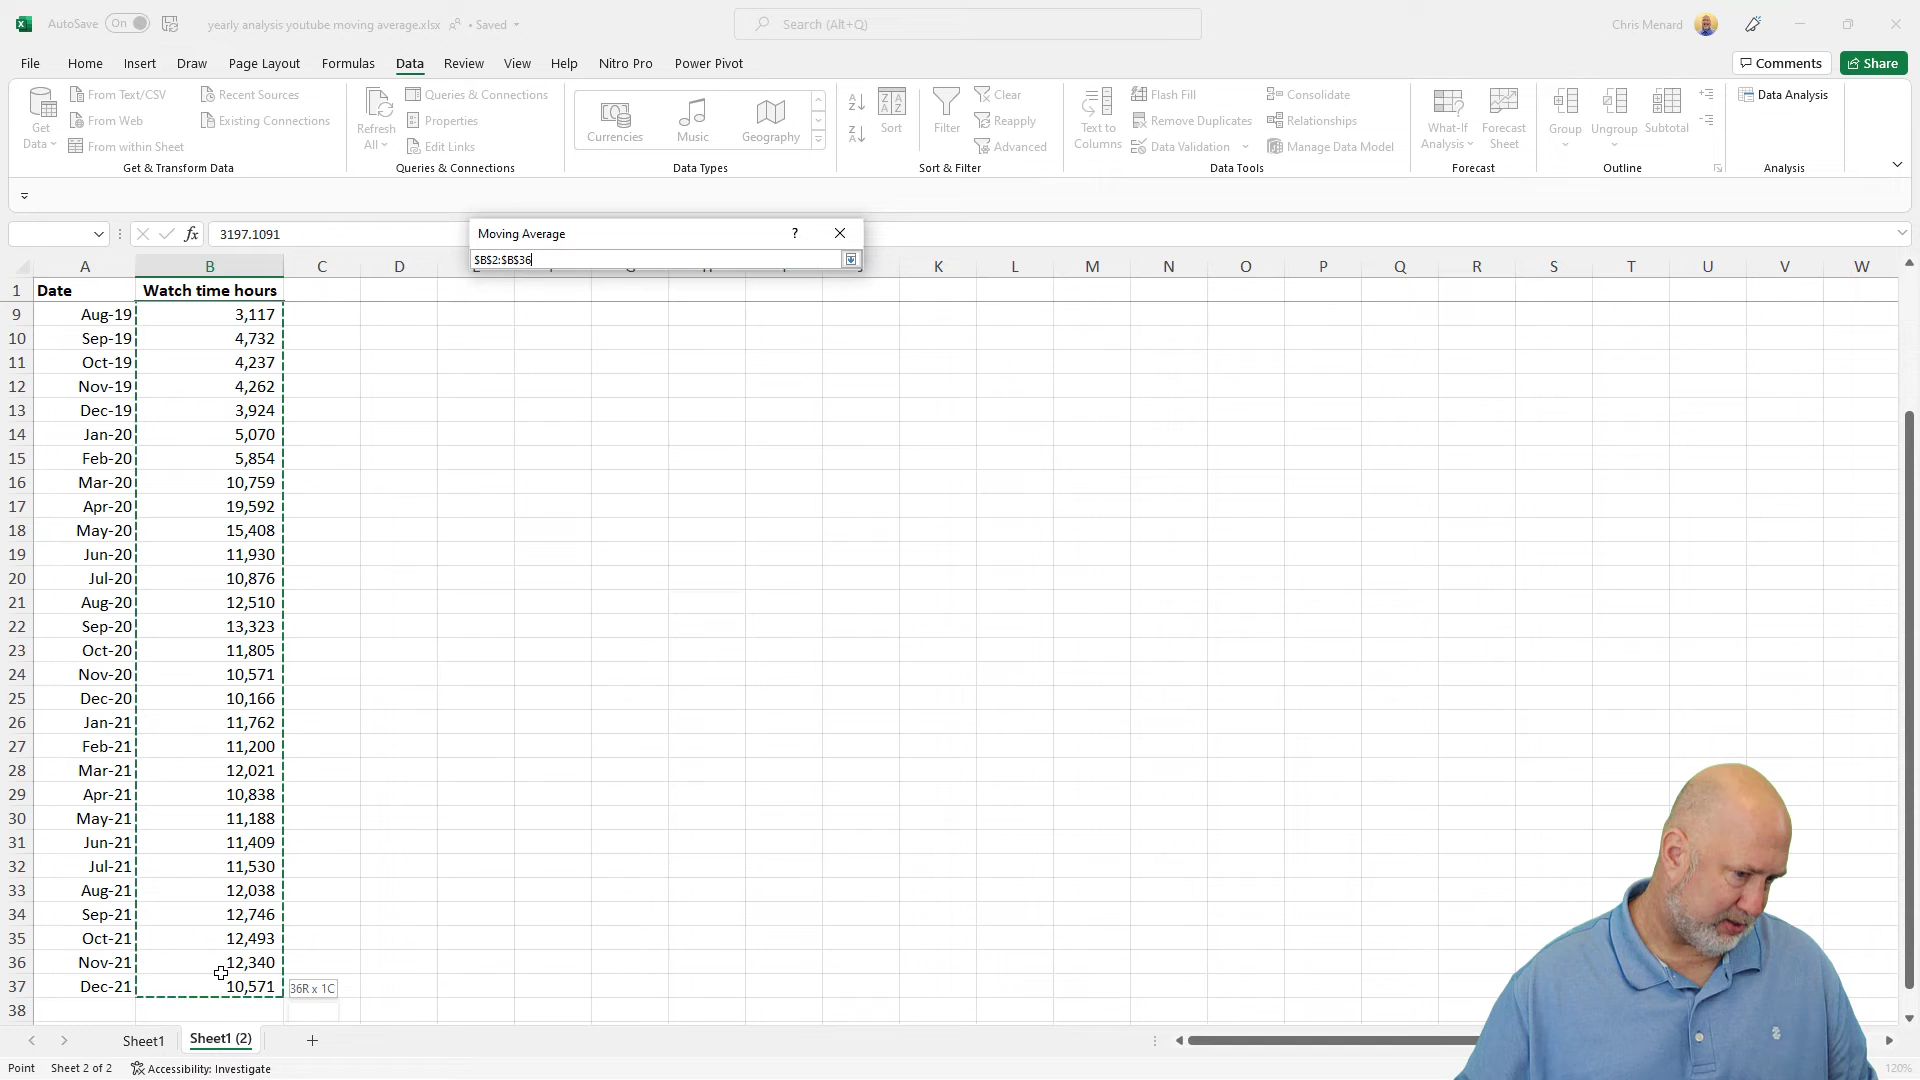 AutoSave On yearly analysis youtube moving average.xlsx • Saved Search (Alt+Q) Chris Menard
File Home Insert Draw Page Layout Formulas Data Review View Help Nitro Pro Power Pivot Comments Share
Get Data From Text/CSV From Web From within Sheet Recent Sources Existing Connections
Refresh All Queries & Connections Properties Edit Links
Currencies Music Geography
Sort Filter Clear Reapply Advanced
Text to Columns Flash Fill Remove Duplicates Data Validation Consolidate Relationships Manage Data Model
What-If Analysis Forecast Sheet Group Ungroup Subtotal Data Analysis
Get & Transform Data Queries & Connections Data Types Sort & Filter Data Tools Forecast Outline Analysis
fx 3197.1091
Moving Average ?
$B$2:$B$36
A B C D K L M N O P Q R S T U V W
1 Date Watch time hours
9 Aug-19 3,117
10 Sep-19 4,732
11 Oct-19 4,237
12 Nov-19 4,262
13 Dec-19 3,924
14 Jan-20 5,070
15 Feb-20 5,854
16 Mar-20 10,759
17 Apr-20 19,592
18 May-20 15,408
19 Jun-20 11,930
20 Jul-20 10,876
21 Aug-20 12,510
22 Sep-20 13,323
23 Oct-20 11,805
24 Nov-20 10,571
25 Dec-20 10,166
26 Jan-21 11,762
27 Feb-21 11,200
28 Mar-21 12,021
29 Apr-21 10,838
30 May-21 11,188
31 Jun-21 11,409
32 Jul-21 11,530
33 Aug-21 12,038
34 Sep-21 12,746
35 Oct-21 12,493
36 Nov-21 12,340
37 Dec-21 10,571 36R x 1C
38
Sheet1 Sheet1 (2)
Point Sheet 2 of 2 Accessibility: Investigate 120%